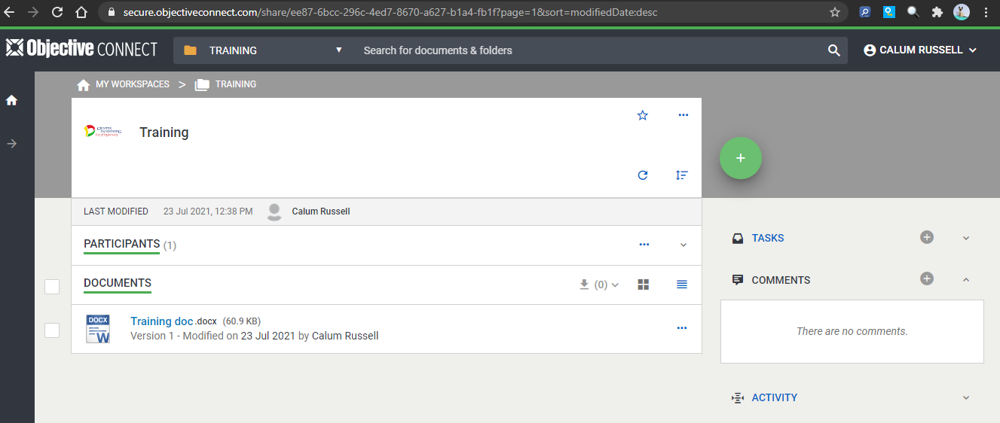 secure.objectiveconnect.com/share/ee87-6bcc-296c-4ed7-8670-a627-b1a4-fb1f?page=1&sort=modifiedDate:desc
Objective CONNECT
TRAINING
Search for documents & folders
CALUM RUSSELL
MY WORKSPACES > TRAINING
Training
LAST MODIFIED 23 Jul 2021, 12:38 PM Calum Russell
PARTICIPANTS (1)
DOCUMENTS
(0)
DOCX
W
Training doc.docx (60.9 KB)
Version 1 - Modified on 23 Jul 2021 by Calum Russell
TASKS
COMMENTS
There are no comments.
ACTIVITY